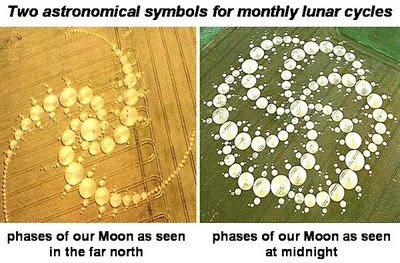 Two astronomical symbols for monthly lunar cycles
phases of our Moon as seen
in the far north
phases of our Moon as seen
at midnight